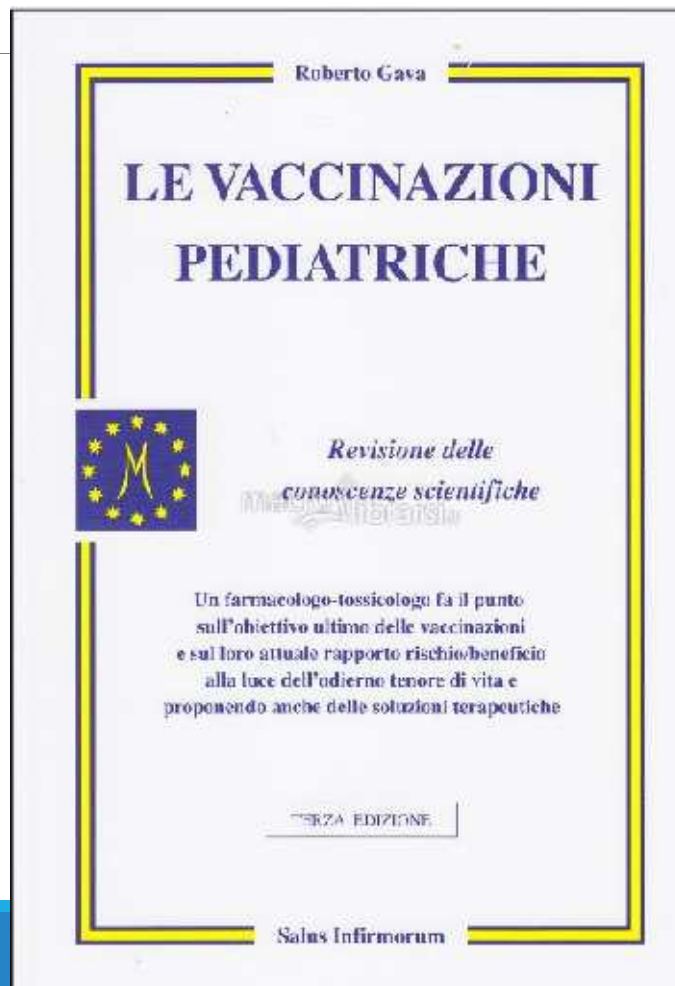 Roberto Gava
LE VACCINAZIONI
PEDIATRICHE
M
Revisione delle
conoscenze scientifiche
Un farmacologo-tossicologo fa il punto
sull'obiettivo ultimo delle vaccinazioni
e sul loro attuale rapporto rischio/beneficio
alla luce dell'odierno tenore di vita e
proponendo anche delle soluzioni terapeutiche
TERZA EDIZIONE
Salus Infirmorum